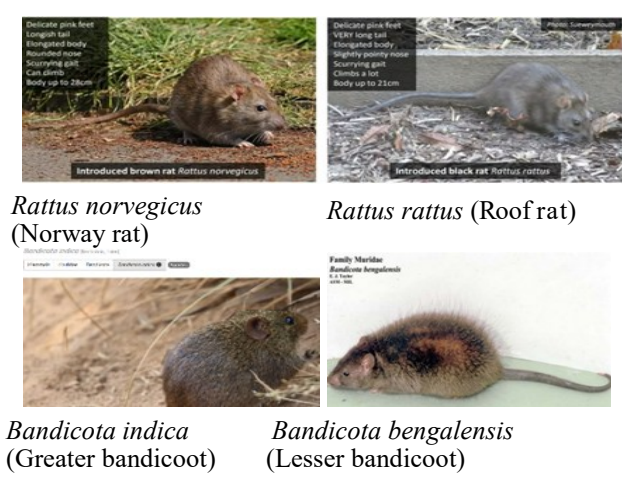 Delicate pink feet
Longish tail
Elongated body
Rounded nose
Scurrying gait
Can climb
Body up to 28cm
Introduced brown rat Rattus norvegicus
Delicate pink feet
VERY long tail
Elongated body
Slightly pointy nose
Scurrying gait
Climbs a lot
Body up to 21cm
Introduced black rat Rattus rattus
Rattus norvegicus
(Norway rat)
Rattus rattus (Roof rat)
Bandicota indica
Family Muridae
Bandicota bengalensis
Bandicota indica
(Greater bandicoot)
Bandicota bengalensis
(Lesser bandicoot)